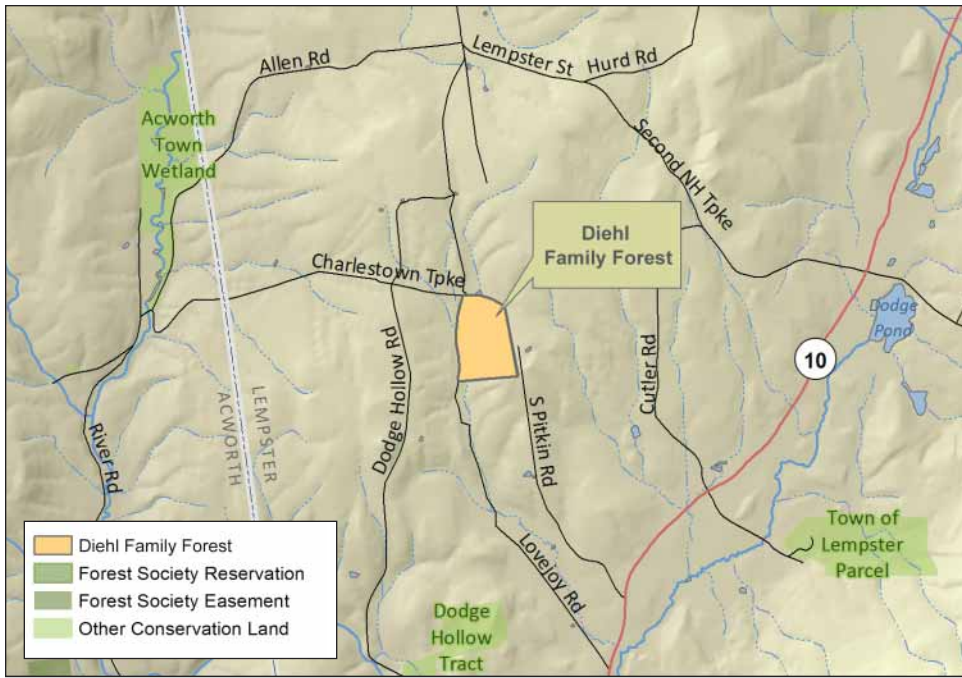 Allen Rd
Lempster St
Hurd Rd
Acworth
Town
Wetland
Second NH Tpke
Diehl
Family Forest
Charlestown Tpke
Dodge
Pond
10
Dodge Hollow Rd
Cutler Rd
LEMPSTER
ACWORTH
S Pitkin Rd
River Rd
Lovejoy Rd
Town of
Lempster
Parcel
Diehl Family Forest
Forest Society Reservation
Forest Society Easement
Other Conservation Land
Dodge
Hollow
Tract